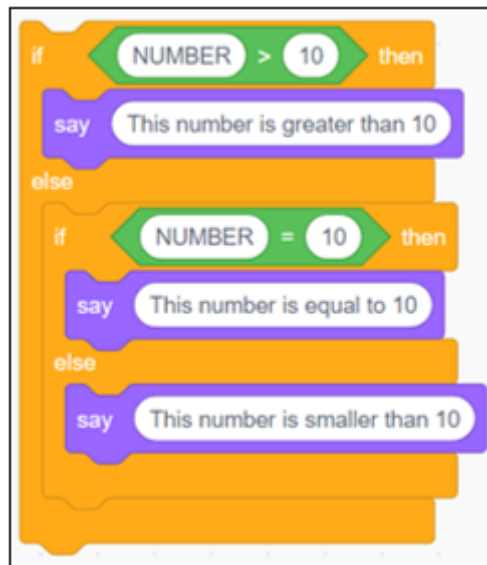 if NUMBER > 10 then
say This number is greater than 10
else
if NUMBER = 10 then
say This number is equal to 10
else
say This number is smaller than 10